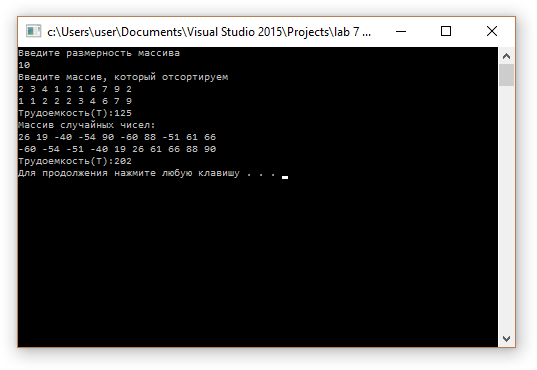 c:\Users\user\Documents\Visual Studio 2015\Projects\lab 7 ...
Введите размерность массива
10
Введите массив, который отсортируем
2 3 4 1 2 1 6 7 9 2
1 1 2 2 2 3 4 6 7 9
Трудоемкость(T):125
Массив случайных чисел:
26 19 -40 -54 90 -60 88 -51 61 66
-60 -54 -51 -40 19 26 61 66 88 90
Трудоемкость(T):202
Для продолжения нажмите любую клавишу . . .